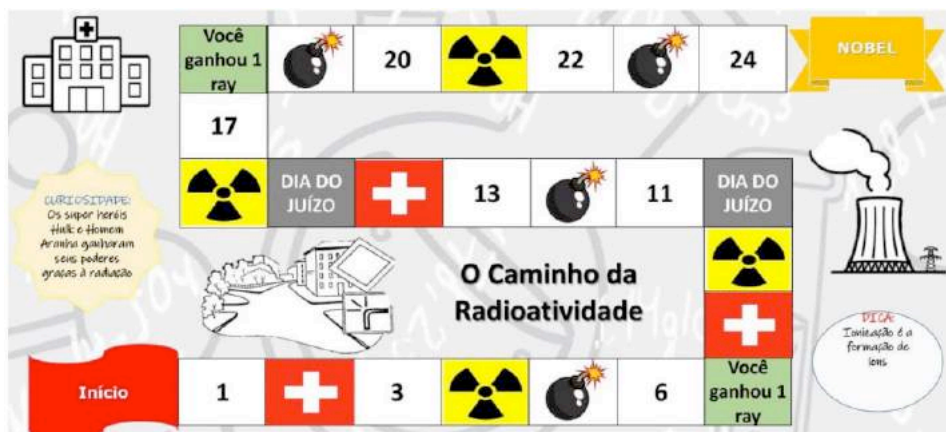 Você
ganhou 1
ray
20
22
24
NOBEL
17
DIA DO
JUÍZO
13
11
DIA DO
JUÍZO
CURIOSIDADE:
Os super heróis
Hulk e Homem
Aranha ganharam
seus poderes
graças à radiação
O Caminho da
Radioatividade
DICA:
Ionização é a
formação de
íons
Início
1
3
6
Você
ganhou 1
ray